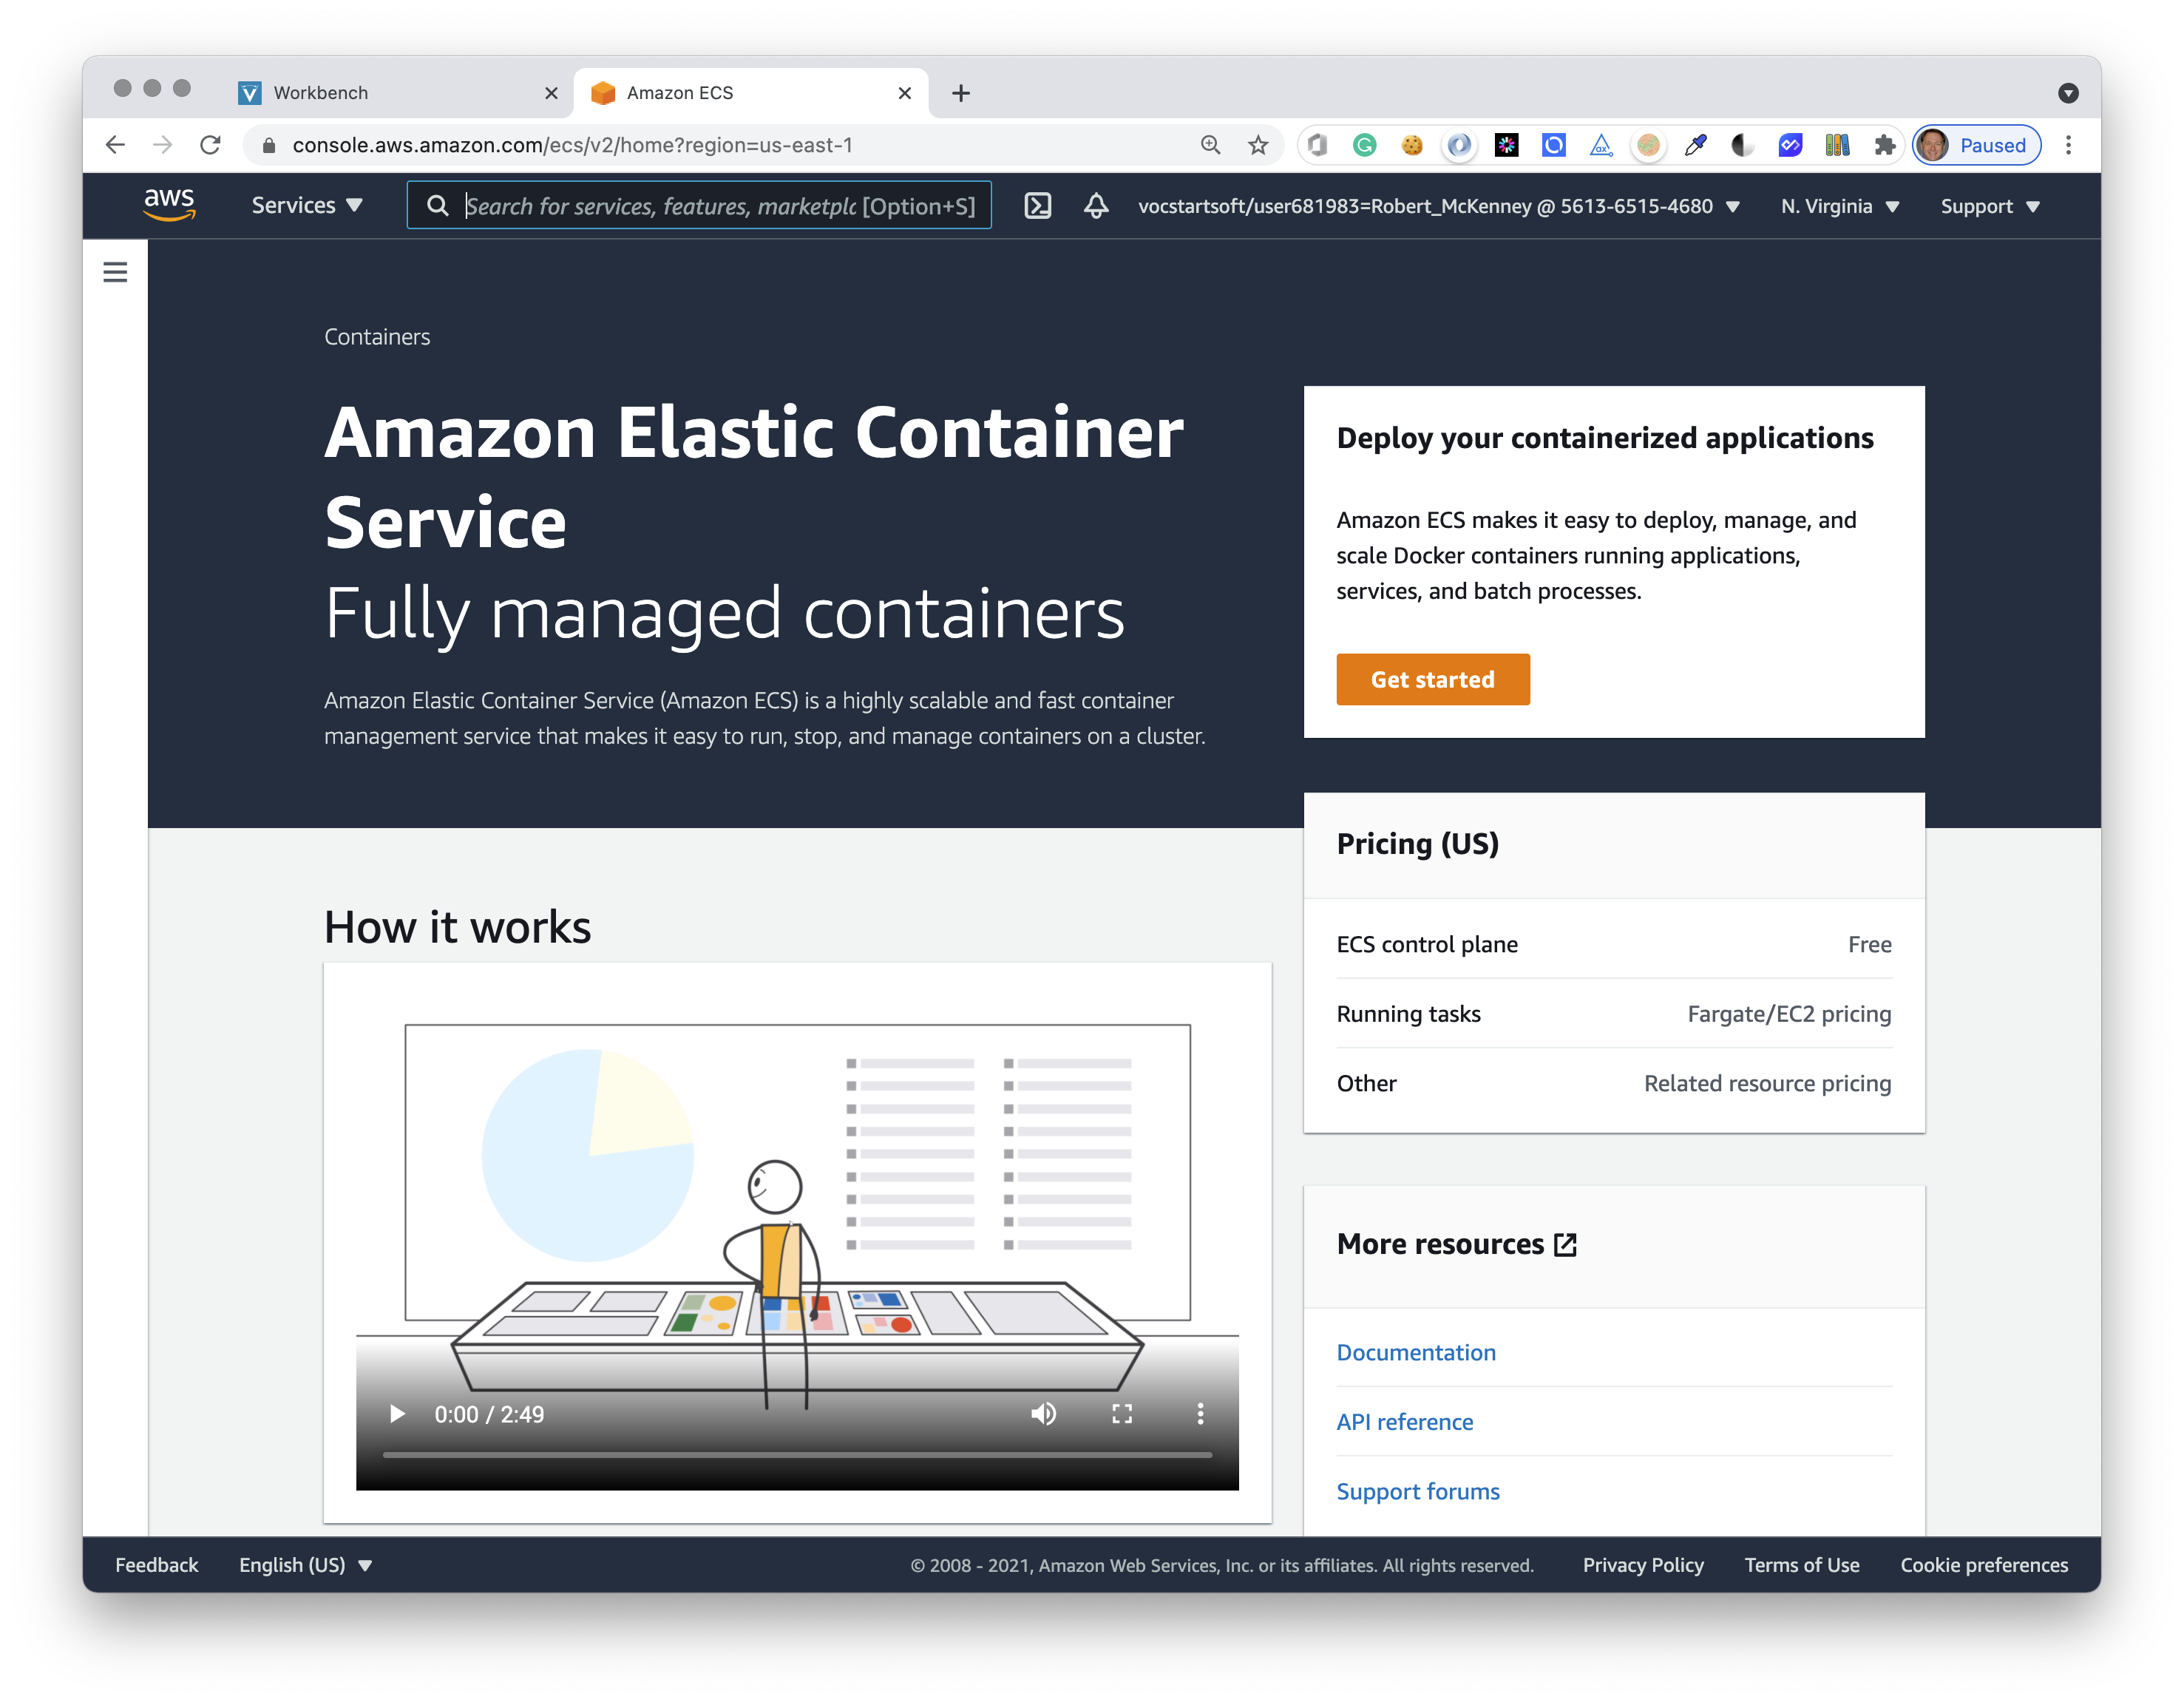 Workbench
Amazon ECS
console.aws.amazon.com/ecs/v2/home?region=us-east-1
Paused
aws
Services
Search for services, features, marketplc [Option+S]
vocstartsoft/user681983=Robert_McKenney @ 5613-6515-4680
N. Virginia
Support
Containers
Amazon Elastic Container
Service
Fully managed containers
Amazon Elastic Container Service (Amazon ECS) is a highly scalable and fast container
management service that makes it easy to run, stop, and manage containers on a cluster.
Deploy your containerized applications
Amazon ECS makes it easy to deploy, manage, and
scale Docker containers running applications,
services, and batch processes.
Get started
Pricing (US)
ECS control plane
Free
Running tasks
Fargate/EC2 pricing
Other
Related resource pricing
How it works
0:00 / 2:49
More resources
Documentation
API reference
Support forums
Feedback
English (US)
© 2008 - 2021, Amazon Web Services, Inc. or its affiliates. All rights reserved.
Privacy Policy
Terms of Use
Cookie preferences